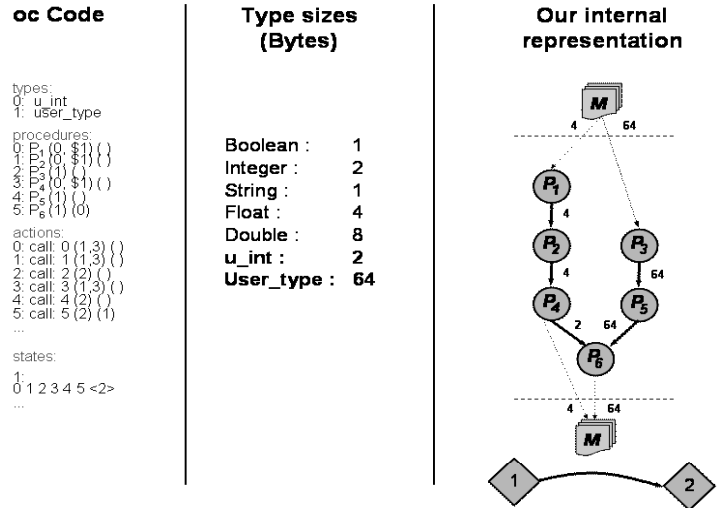 oc Code
types:
0: u_int
1: user_type
procedures:
0: P1 (0, $1) ( )
1: P2 (0, $1) ( )
2: P3 (1) ( )
3: P4 (0, $1) ( )
4: P5 (1) ( )
5: P6 (1) (0)
actions:
0: call: 0 (1,3) ( )
1: call: 1 (1,3) ( )
2: call: 2 (2) ( )
3: call: 3 (1,3) ( )
4: call: 4 (2) ( )
5: call: 5 (2) (1)
...
states:
1:
0 1 2 3 4 5 <2>
...
Type sizes
(Bytes)
Boolean : 1
Integer : 2
String : 1
Float : 4
Double : 8
u_int : 2
User_type : 64
Our internal
representation
M
4 64
P1
4
P2 P3
4 64
P4 P5
2 64
P6
4 64
M
1 2